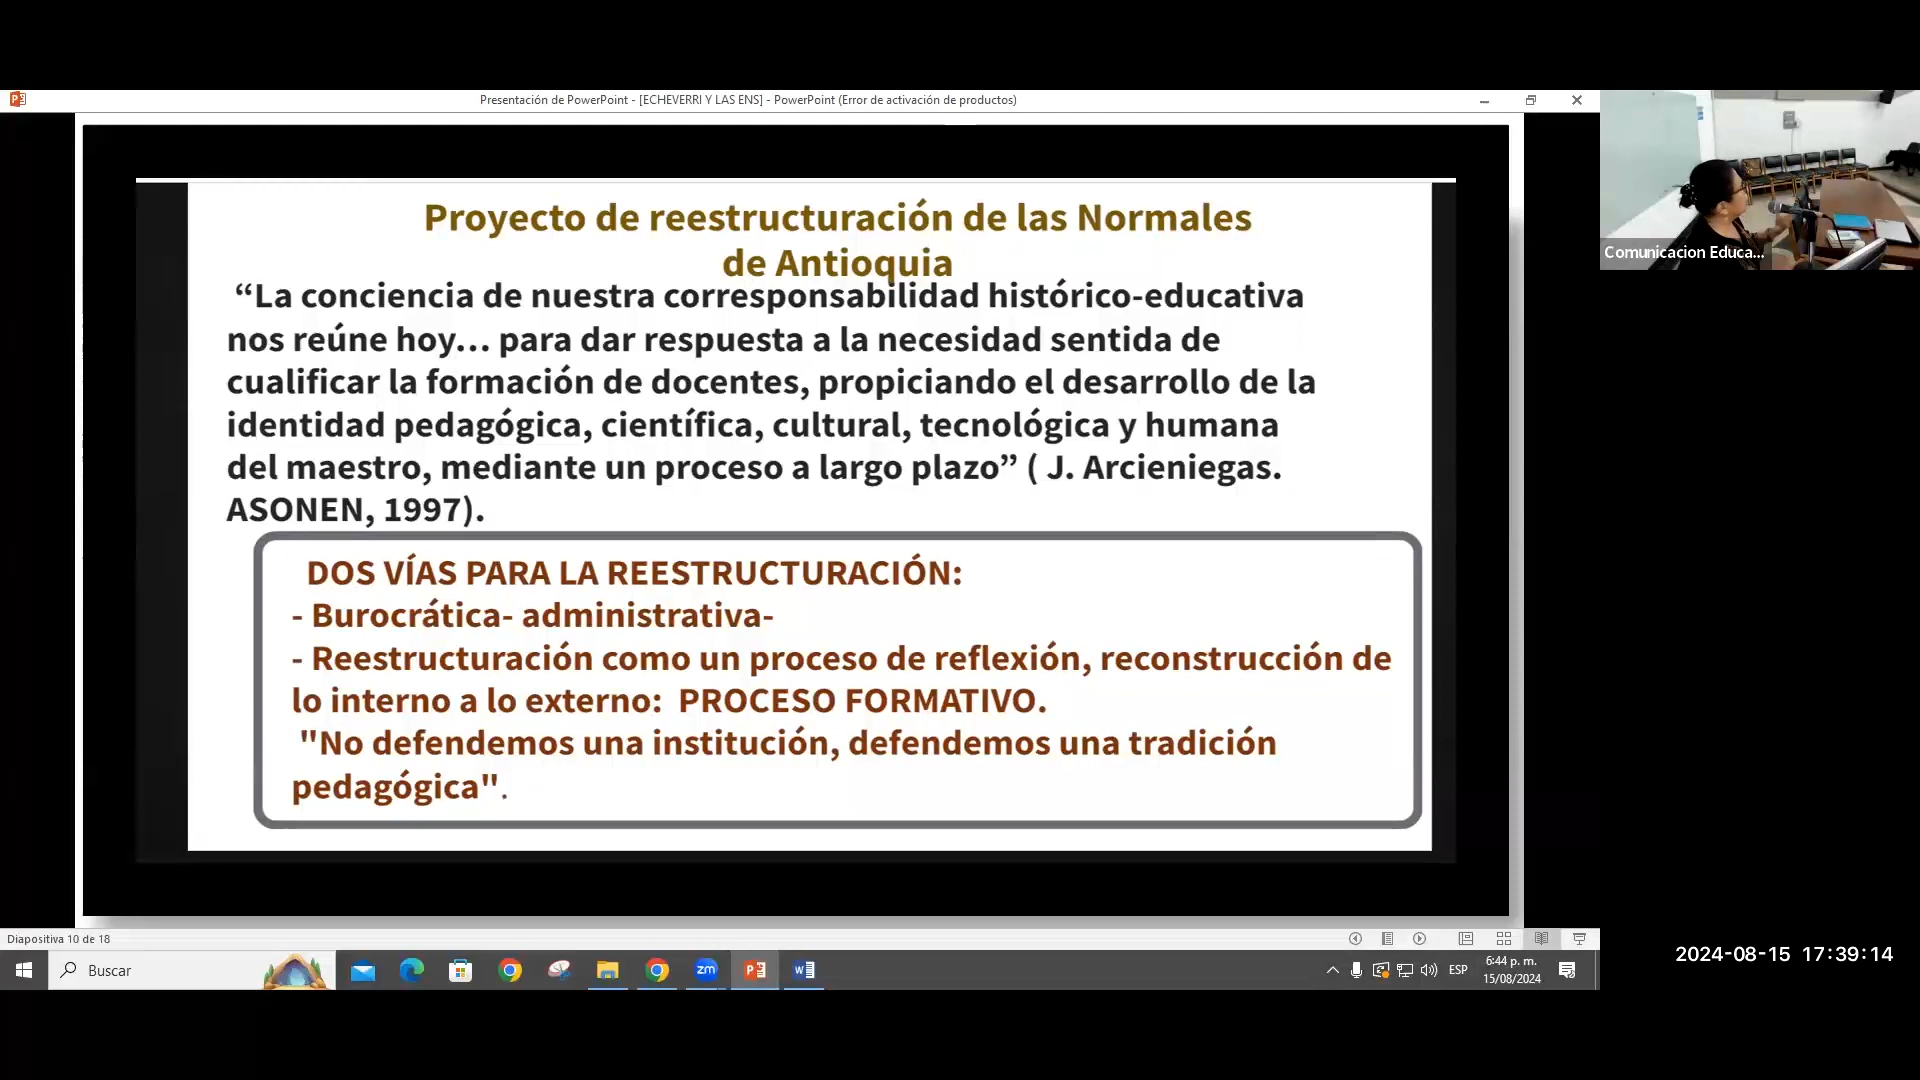 Presentación de PowerPoint - [ECHEVERRI Y LAS ENS] - PowerPoint (Error de activación de productos)
Proyecto de reestructuración de las Normales
de Antioquia
“La conciencia de nuestra corresponsabilidad histórico-educativa
nos reúne hoy... para dar respuesta a la necesidad sentida de
cualificar la formación de docentes, propiciando el desarrollo de la
identidad pedagógica, científica, cultural, tecnológica y humana
del maestro, mediante un proceso a largo plazo” ( J. Arcieniegas.
ASONEN, 1997).
DOS VÍAS PARA LA REESTRUCTURACIÓN:
- Burocrática- administrativa-
- Reestructuración como un proceso de reflexión, reconstrucción de
lo interno a lo externo: PROCESO FORMATIVO.
"No defendemos una institución, defendemos una tradición
pedagógica".
Comunicacion Educa...
Diapositiva 10 de 18
Buscar
zm
ESP
6:44 p. m.
15/08/2024
2024-08-15 17:39:14